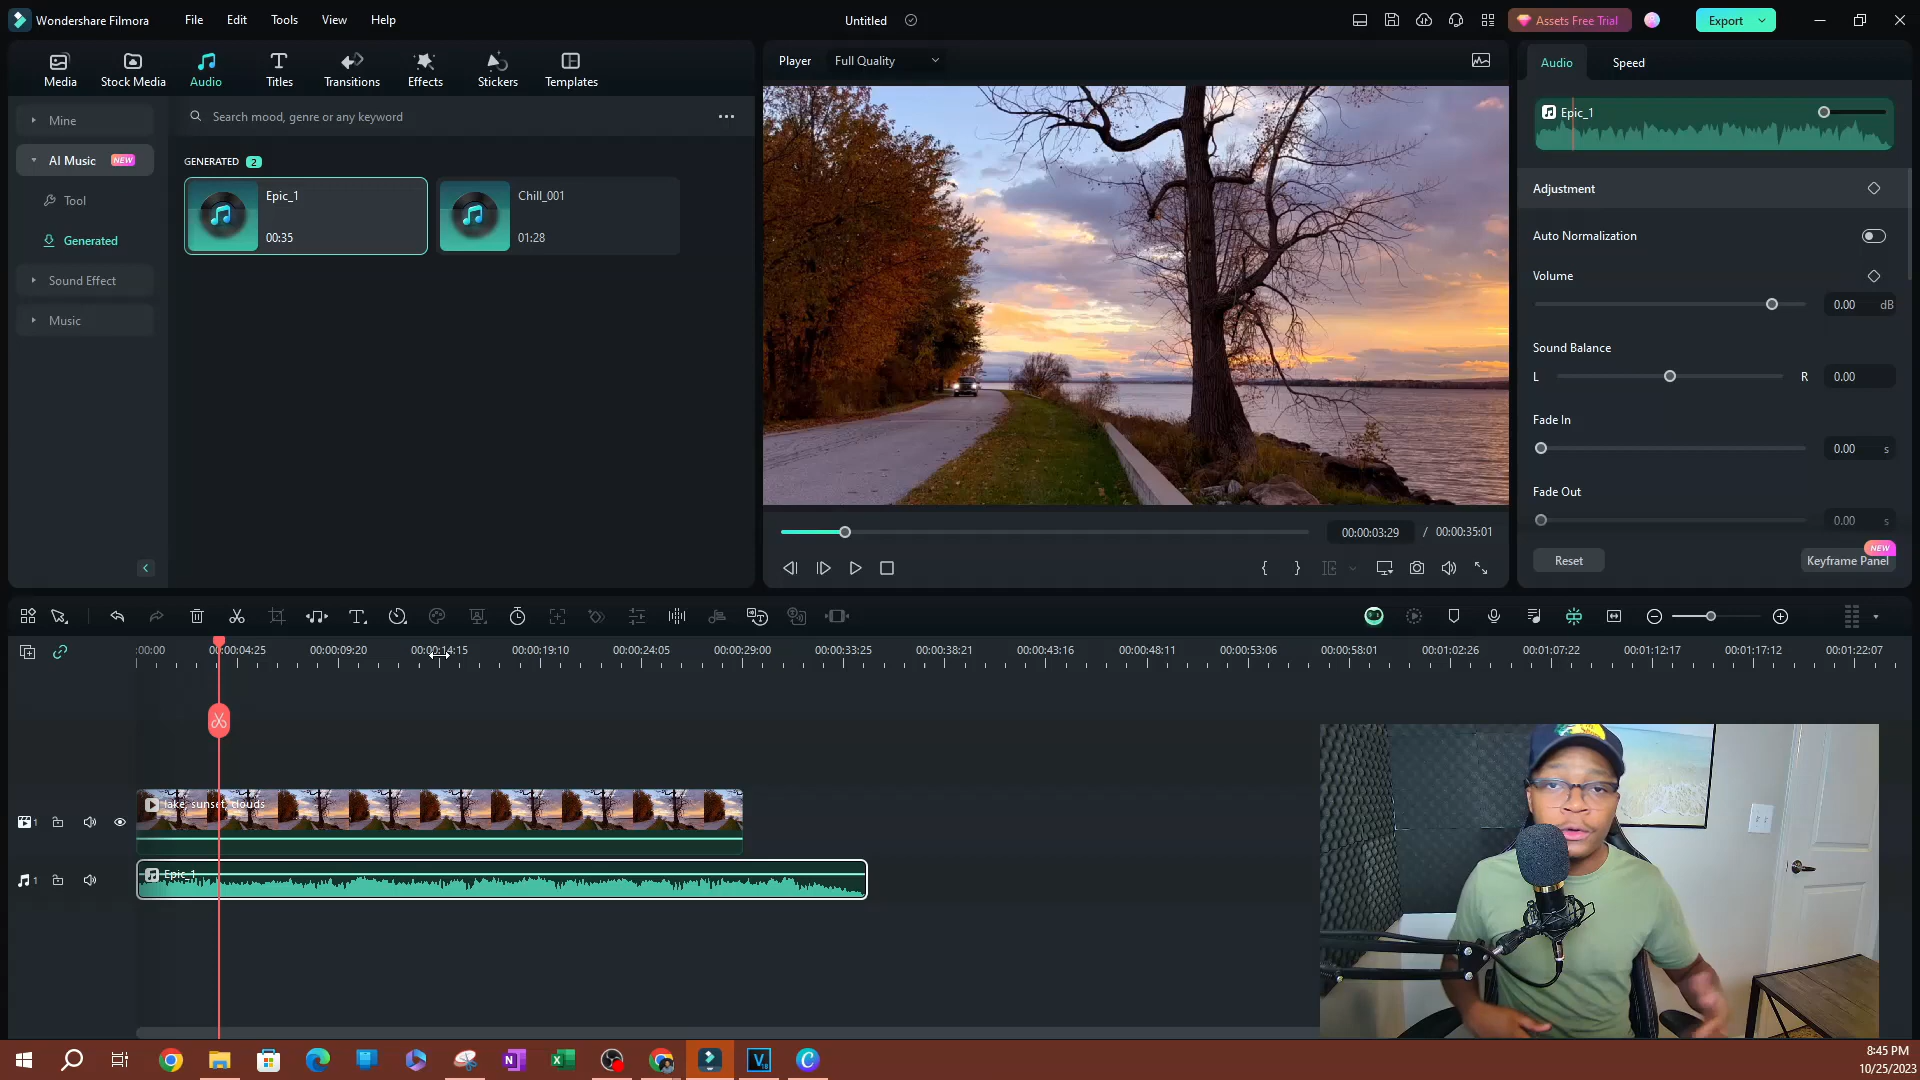 Wondershare Filmora
File
Edit
Tools
View
Help
Untitled
Assets Free Trial
Export
Media
Stock Media
Audio
Titles
Transitions
Effects
Stickers
Templates
Player
Full Quality
Audio
Speed
Mine
AI Music NEW
Tool
Generated
Sound Effect
Music
Search mood, genre or any keyword
GENERATED 2
Epic_1
00:35
Chill_001
01:28
Epic_1
Adjustment
Auto Normalization
Volume
0.00 dB
Sound Balance
L R 0.00
Fade In
0.00 s
Fade Out
0.00 s
NEW
Reset
Keyframe Panel
00:00:03:29 / 00:00:35:01
:00:00 00:00:04:25 00:00:09:20 00:00:14:15 00:00:19:10 00:00:24:05 00:00:29:00 00:00:33:25 00:00:38:21 00:00:43:16 00:00:48:11 00:00:53:06 00:00:58:01 00:01:02:26 00:01:07:22 00:01:12:17 00:01:17:12 00:01:22:07
lake, sunset, clouds
1
Epic_1
1
8:45 PM
10/25/2023